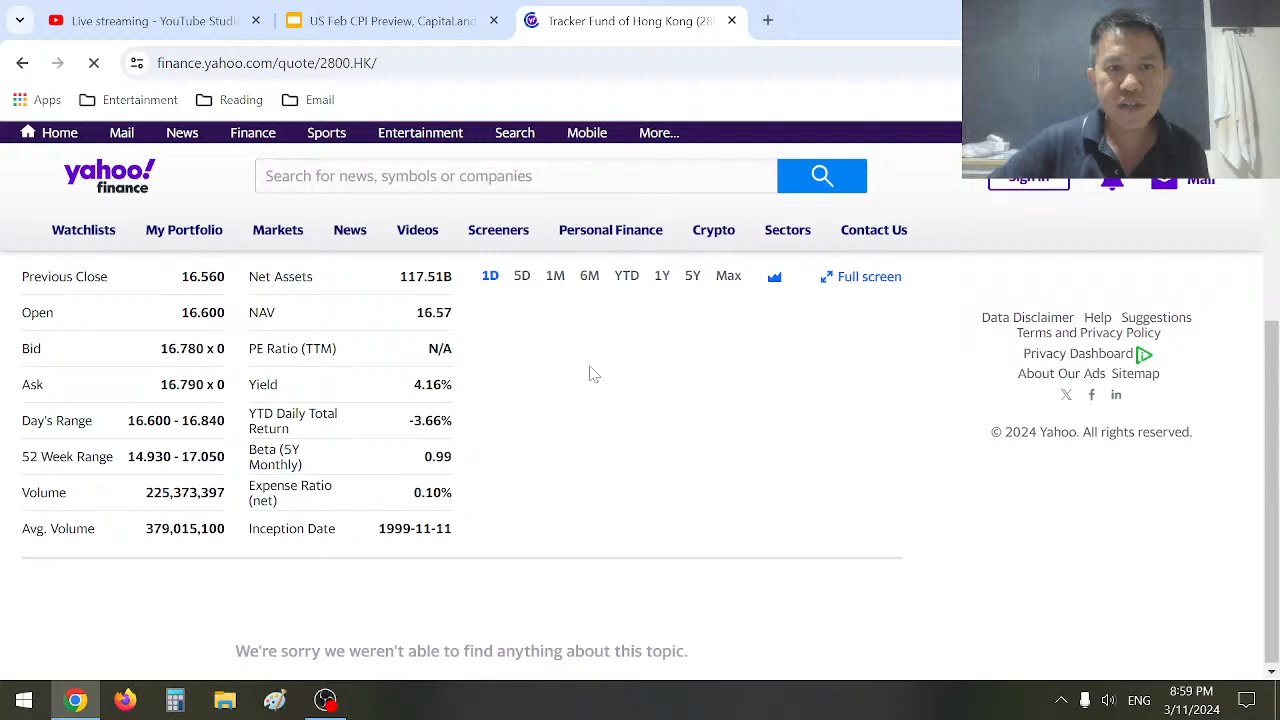 Live streaming - YouTube Studi
US Feb CPI Preview, Capitaland
Tracker Fund of Hong Kong (28
finance.yahoo.com/quote/2800.HK/
Apps Entertainment Reading Email
Home Mail News Finance Sports Entertainment Search Mobile More...
yahoo!
finance
Search for news, symbols or companies
Sign in
Mail
Watchlists My Portfolio Markets News Videos Screeners Personal Finance Crypto Sectors Contact Us
Previous Close 16.560 Net Assets 117.51B 1D 5D 1M 6M YTD 1Y 5Y Max Full screen
Open 16.600 NAV 16.57
Bid 16.780 x 0 PE Ratio (TTM) N/A
Ask 16.790 x 0 Yield 4.16%
Day's Range 16.600 - 16.840 YTD Daily Total Return -3.66%
52 Week Range 14.930 - 17.050 Beta (5Y Monthly) 0.99
Volume 225,373,397 Expense Ratio (net) 0.10%
Avg. Volume 379,015,100 Inception Date 1999-11-11
Data Disclaimer Help Suggestions
Terms and Privacy Policy
Privacy Dashboard
About Our Ads Sitemap
© 2024 Yahoo. All rights reserved.
We're sorry we weren't able to find anything about this topic.
ENG
8:59 PM
3/11/2024